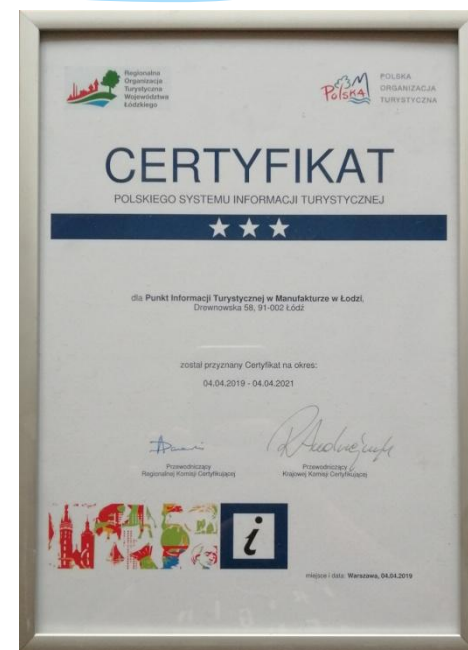 Regionalna
Organizacja
Turystyczna
Województwa
Łódzkiego
Polska
POLSKA
ORGANIZACJA
TURYSTYCZNA
CERTYFIKAT
POLSKIEGO SYSTEMU INFORMACJI TURYSTYCZNEJ
dla Punkt Informacji Turystycznej w Manufakturze w Łodzi,
Drewnowska 58, 91-002 Łódź
został przyznany Certyfikat na okres:
04.04.2019 - 04.04.2021
Przewodniczący
Regionalnej Komisji Certyfikującej
Przewodniczący
Krajowej Komisji Certyfikującej
i
miejsce i data: Warszawa, 04.04.2019